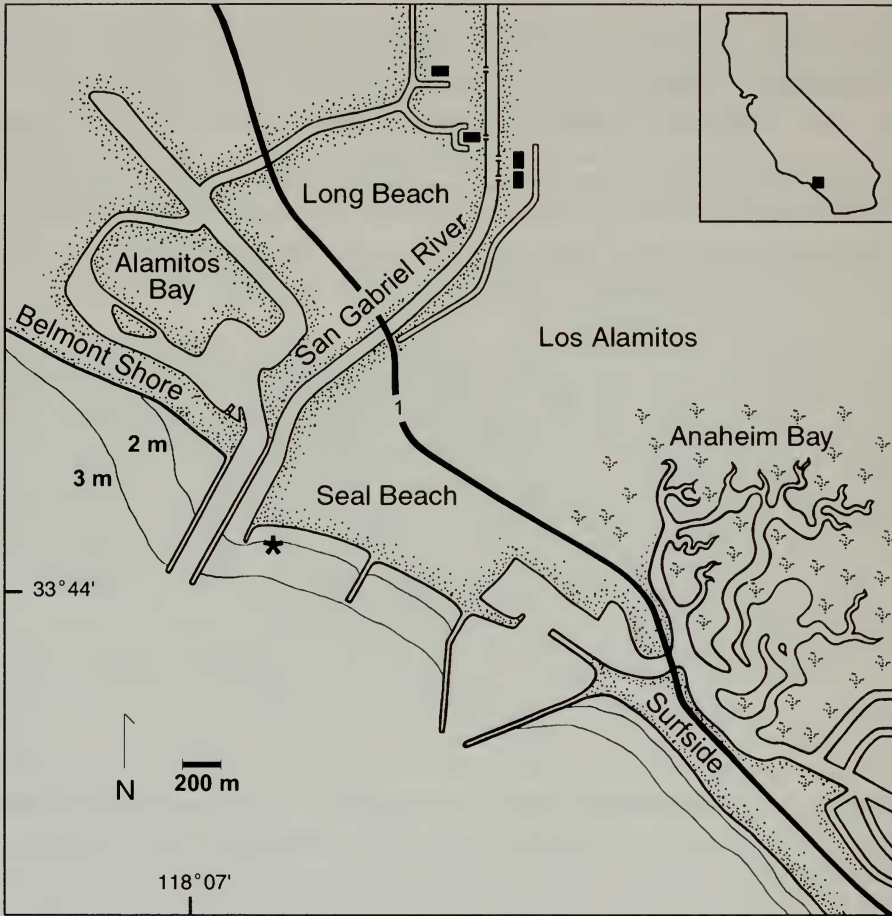 Long Beach
Alamitos
Bay
San Gabriel River
Belmont Shore
Los Alamitos
1
Anaheim Bay
2 m
3 m
Seal Beach
*
33°44'
Surfside
N
200 m
118°07'